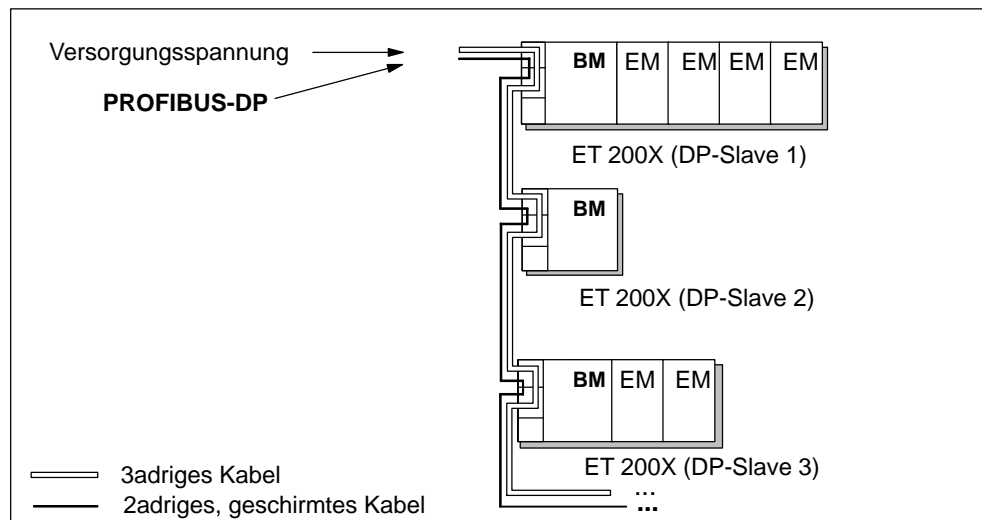 Versorgungsspannung
PROFIBUS-DP
BM EM EM EM EM
ET 200X (DP-Slave 1)
BM
ET 200X (DP-Slave 2)
BM EM EM
ET 200X (DP-Slave 3)
3adriges Kabel
...
2adriges, geschirmtes Kabel
...